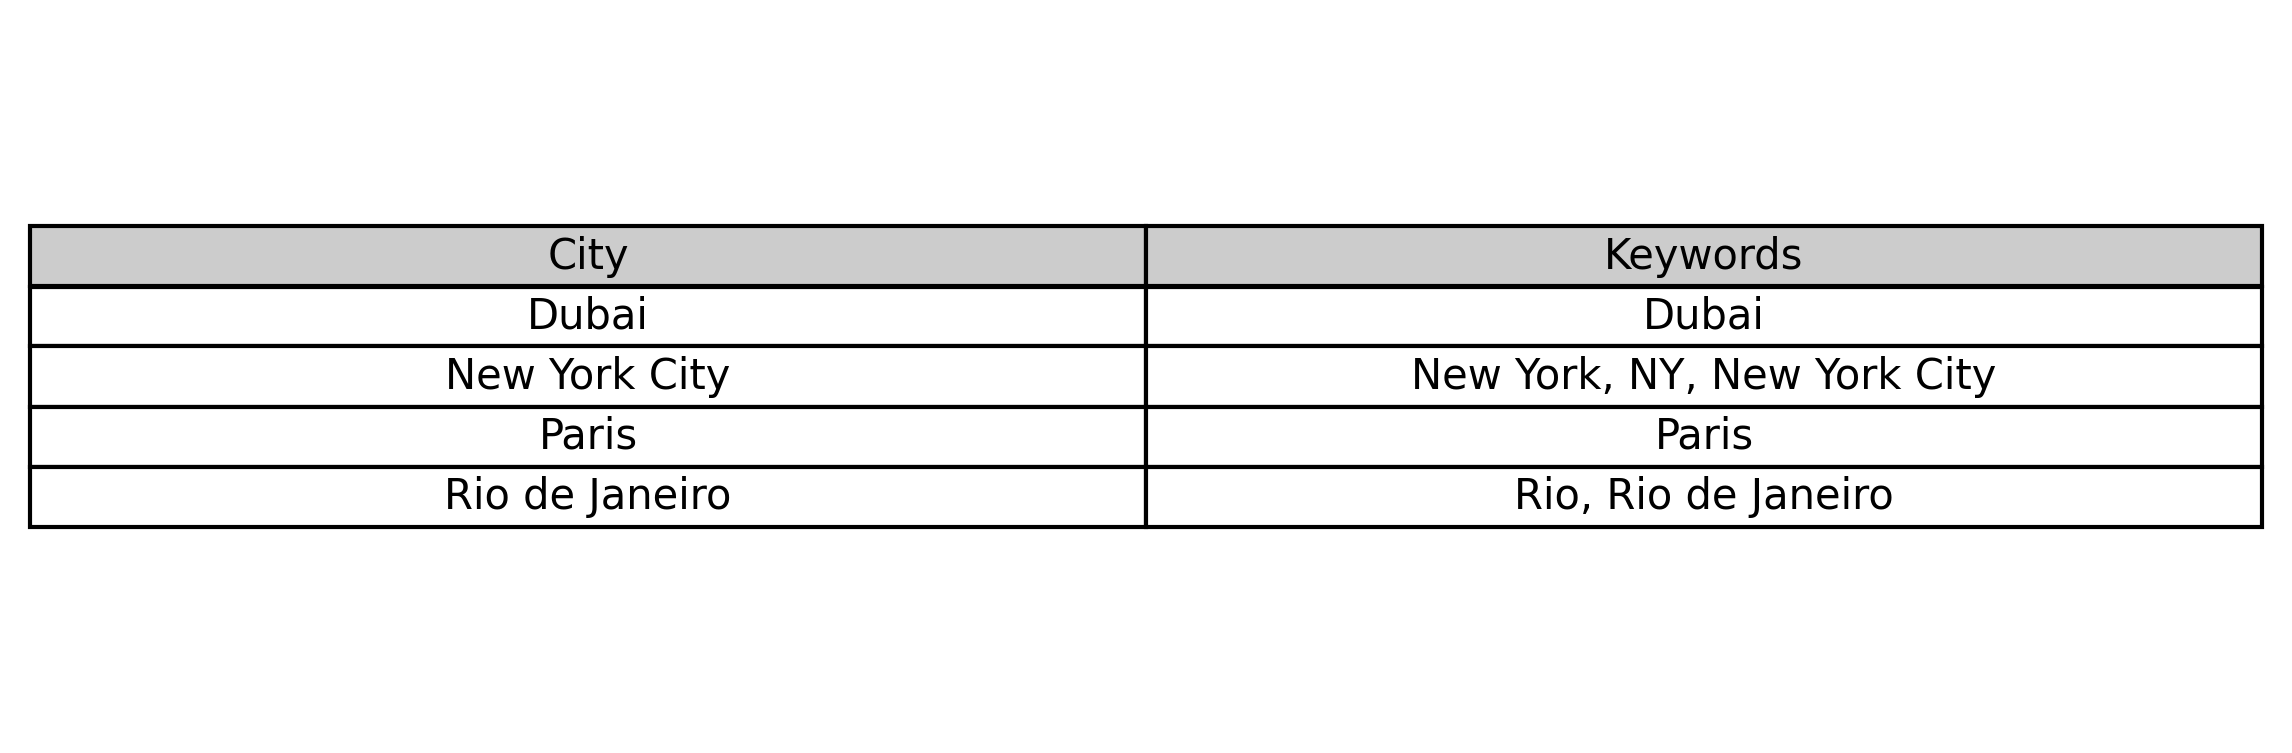 City Keywords
Dubai Dubai
New York City New York, NY, New York City
Paris Paris
Rio de Janeiro Rio, Rio de Janeiro